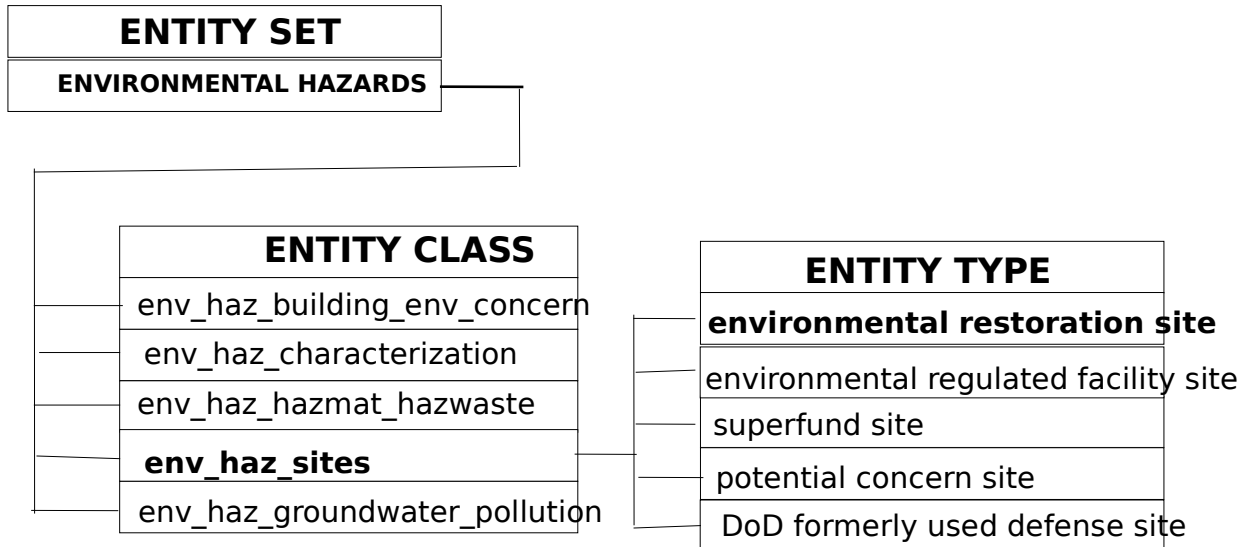 ENTITY SET
ENVIRONMENTAL HAZARDS
ENTITY CLASS
env_haz_building_env_concern
env_haz_characterization
env_haz_hazmat_hazwaste
env_haz_sites
env_haz_groundwater_pollution
ENTITY TYPE
environmental restoration site
environmental regulated facility site
superfund site
potential concern site
DoD formerly used defense site